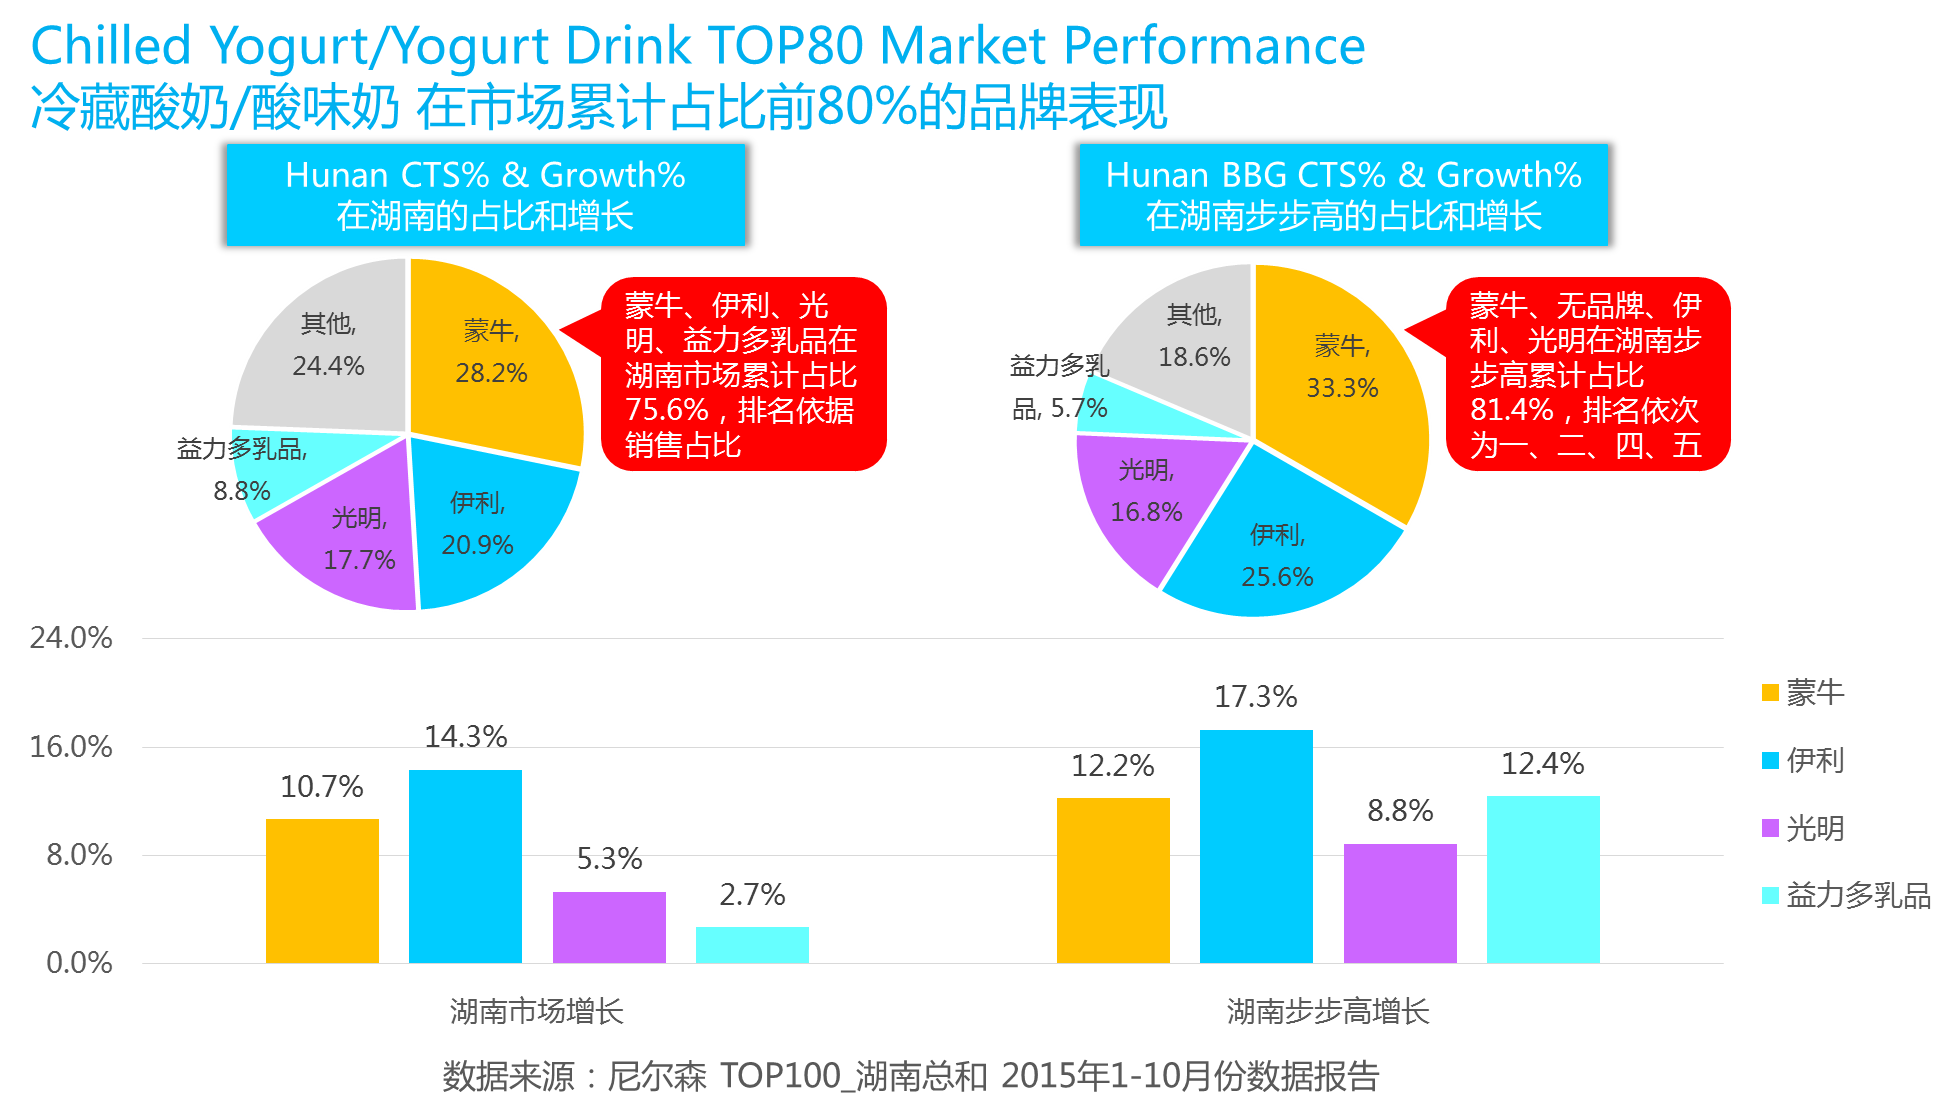 Chilled Yogurt/Yogurt Drink TOP80 Market Performance
冷藏酸奶/酸味奶 在市场累计占比前80%的品牌表现
Hunan CTS% & Growth%
在湖南的占比和增长
Hunan BBG CTS% & Growth%
在湖南步步高的占比和增长
其他,
24.4%
蒙牛,
28.2%
益力多乳品,
8.8%
光明,
17.7%
伊利,
20.9%
蒙牛、伊利、光
明、益力多乳品在
湖南市场累计占比
75.6%，排名依据
销售占比
其他,
18.6%
蒙牛,
33.3%
益力多乳
品, 5.7%
光明,
16.8%
伊利,
25.6%
蒙牛、无品牌、伊
利、光明在湖南步
步高累计占比
81.4%，排名依次
为一、二、四、五
24.0%
16.0%
8.0%
0.0%
10.7%
14.3%
5.3%
2.7%
12.2%
17.3%
8.8%
12.4%
湖南市场增长
湖南步步高增长
蒙牛
伊利
光明
益力多乳品
数据来源：尼尔森 TOP100_湖南总和 2015年1-10月份数据报告